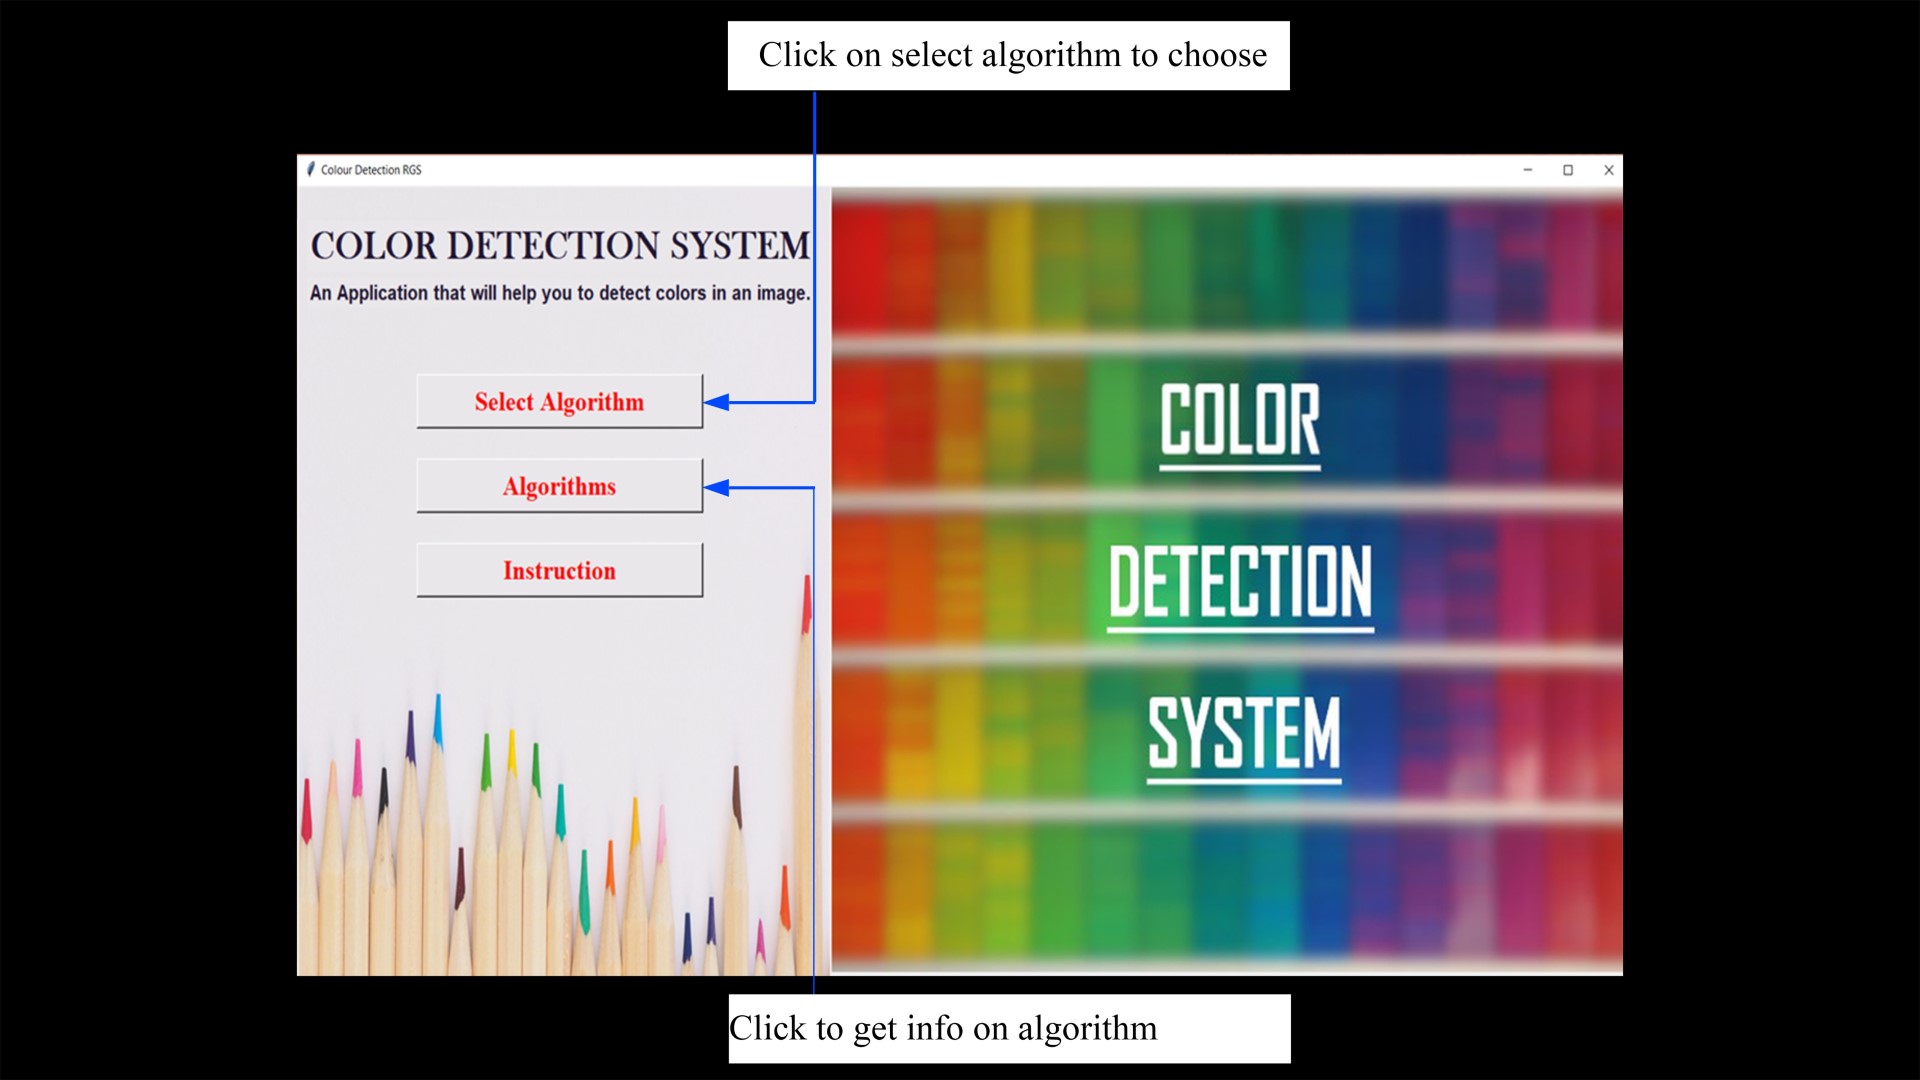 Click on select algorithm to choose
Colour Detection RGS
COLOR DETECTION SYSTEM
An Application that will help you to detect colors in an image.
Select Algorithm
Algorithms
Instruction
COLOR
DETECTION
SYSTEM
Click to get info on algorithm